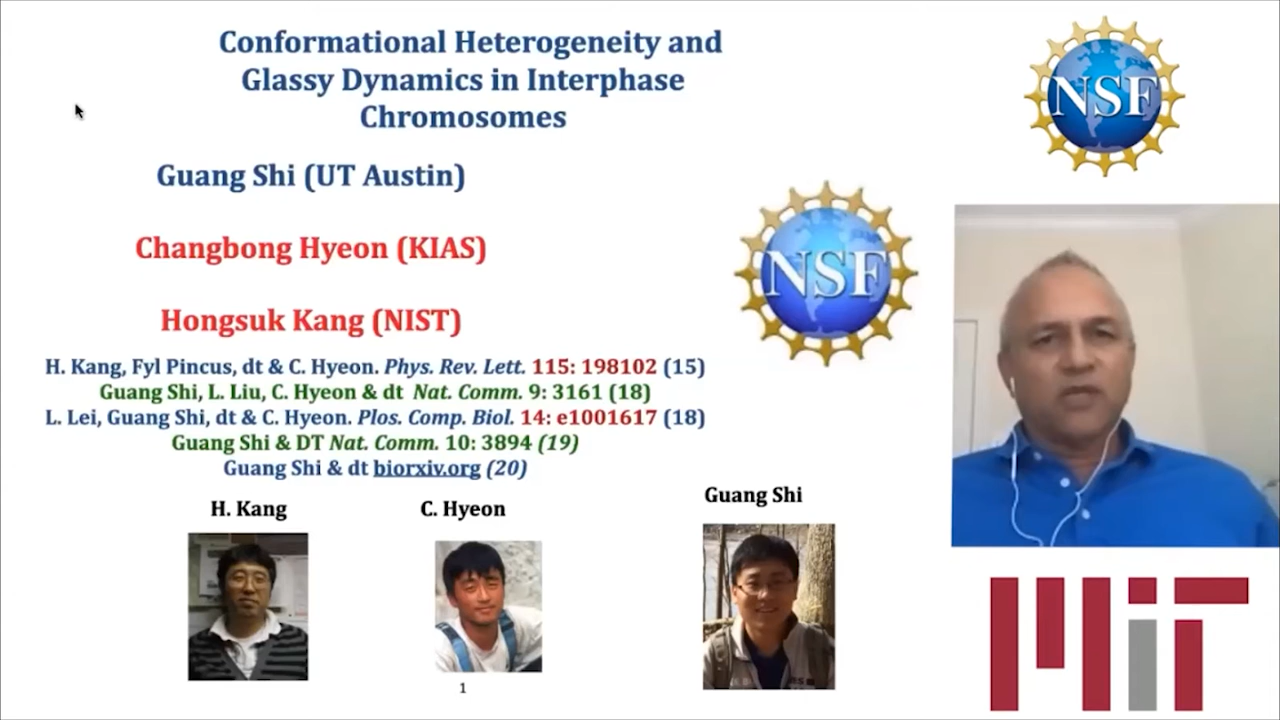 Conformational Heterogeneity and
Glassy Dynamics in Interphase
Chromosomes
NSF
Guang Shi (UT Austin)
Changbong Hyeon (KIAS)
NSF
Hongsuk Kang (NIST)
H. Kang, Fyl Pincus, dt & C. Hyeon. Phys. Rev. Lett. 115: 198102 (15)
Guang Shi, L. Liu, C. Hyeon & dt Nat. Comm. 9: 3161 (18)
L. Lei, Guang Shi, dt & C. Hyeon. Plos. Comp. Biol. 14: e1001617 (18)
Guang Shi & DT Nat. Comm. 10: 3894 (19)
Guang Shi & dt biorxiv.org (20)
H. Kang
C. Hyeon
Guang Shi
MIT
1